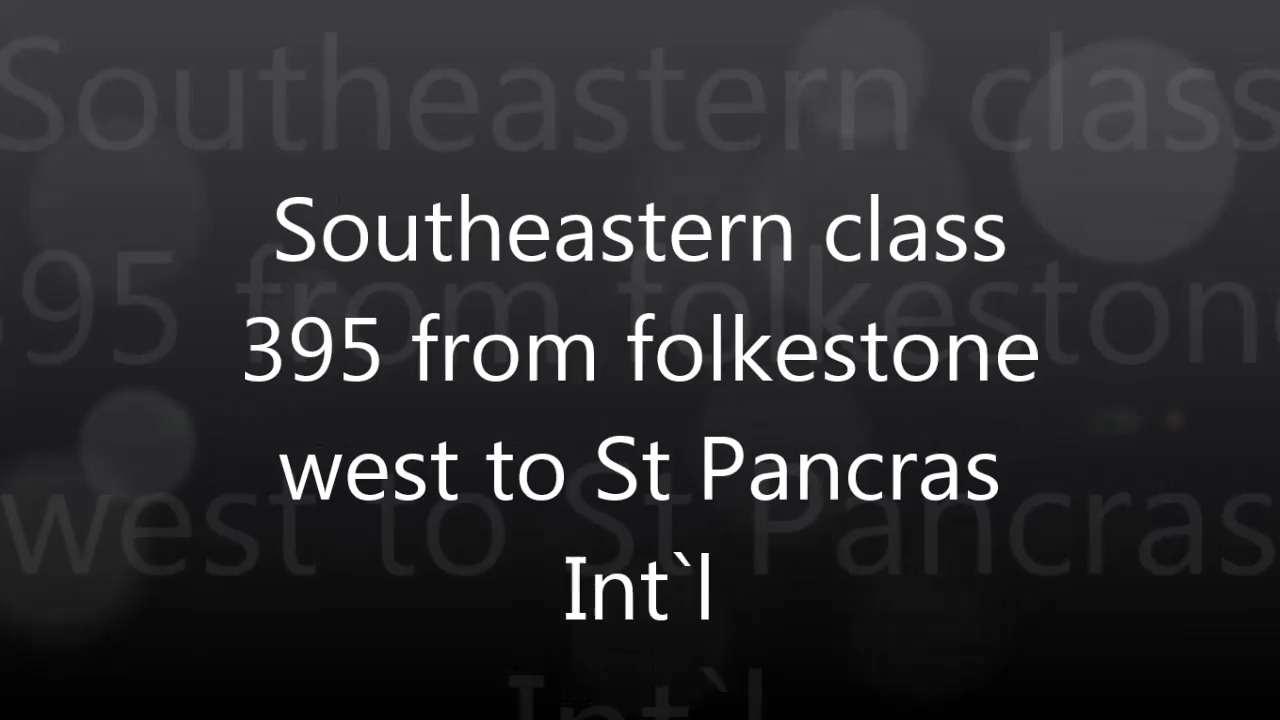 Southeastern class
395 from folkestone
west to St Pancras
Int`l